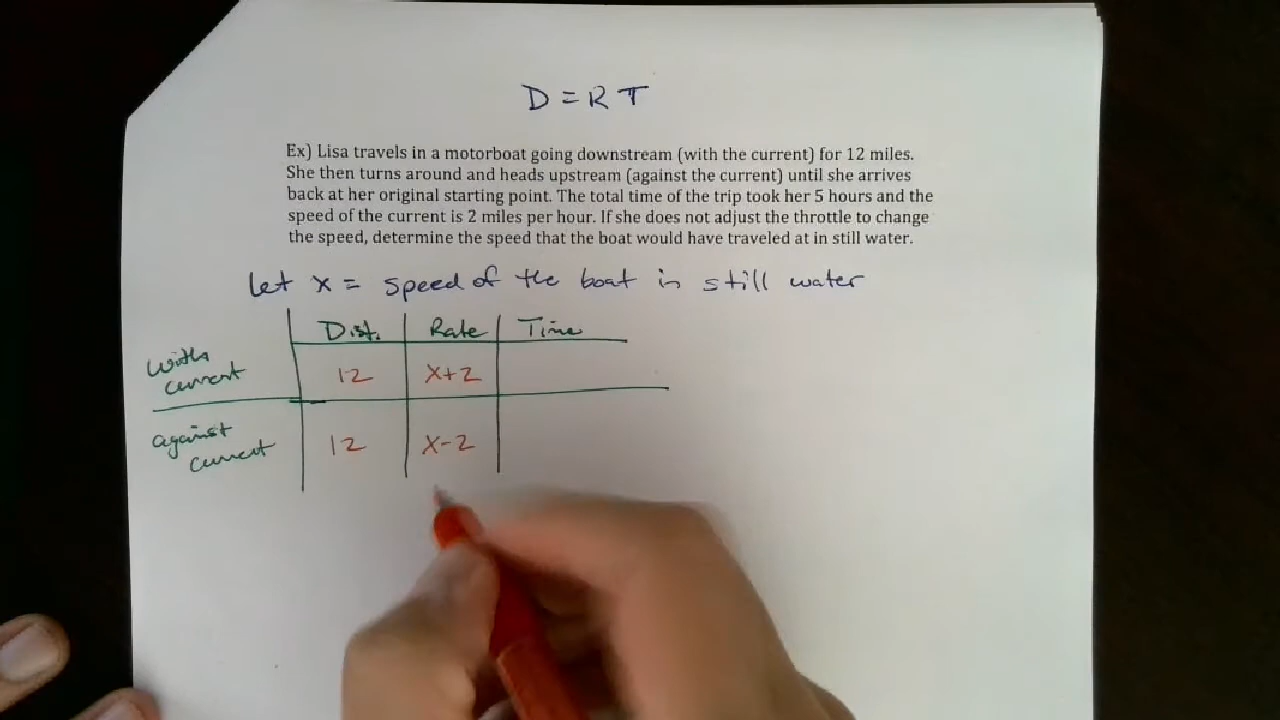 D = RT
Ex) Lisa travels in a motorboat going downstream (with the current) for 12 miles.
She then turns around and heads upstream (against the current) until she arrives
back at her original starting point. The total time of the trip took her 5 hours and the
speed of the current is 2 miles per hour. If she does not adjust the throttle to change
the speed, determine the speed that the boat would have traveled at in still water.
Let x = speed of the boat in still water
Dist. Rate Time
with
current 12 x+2
against
current 12 x-2